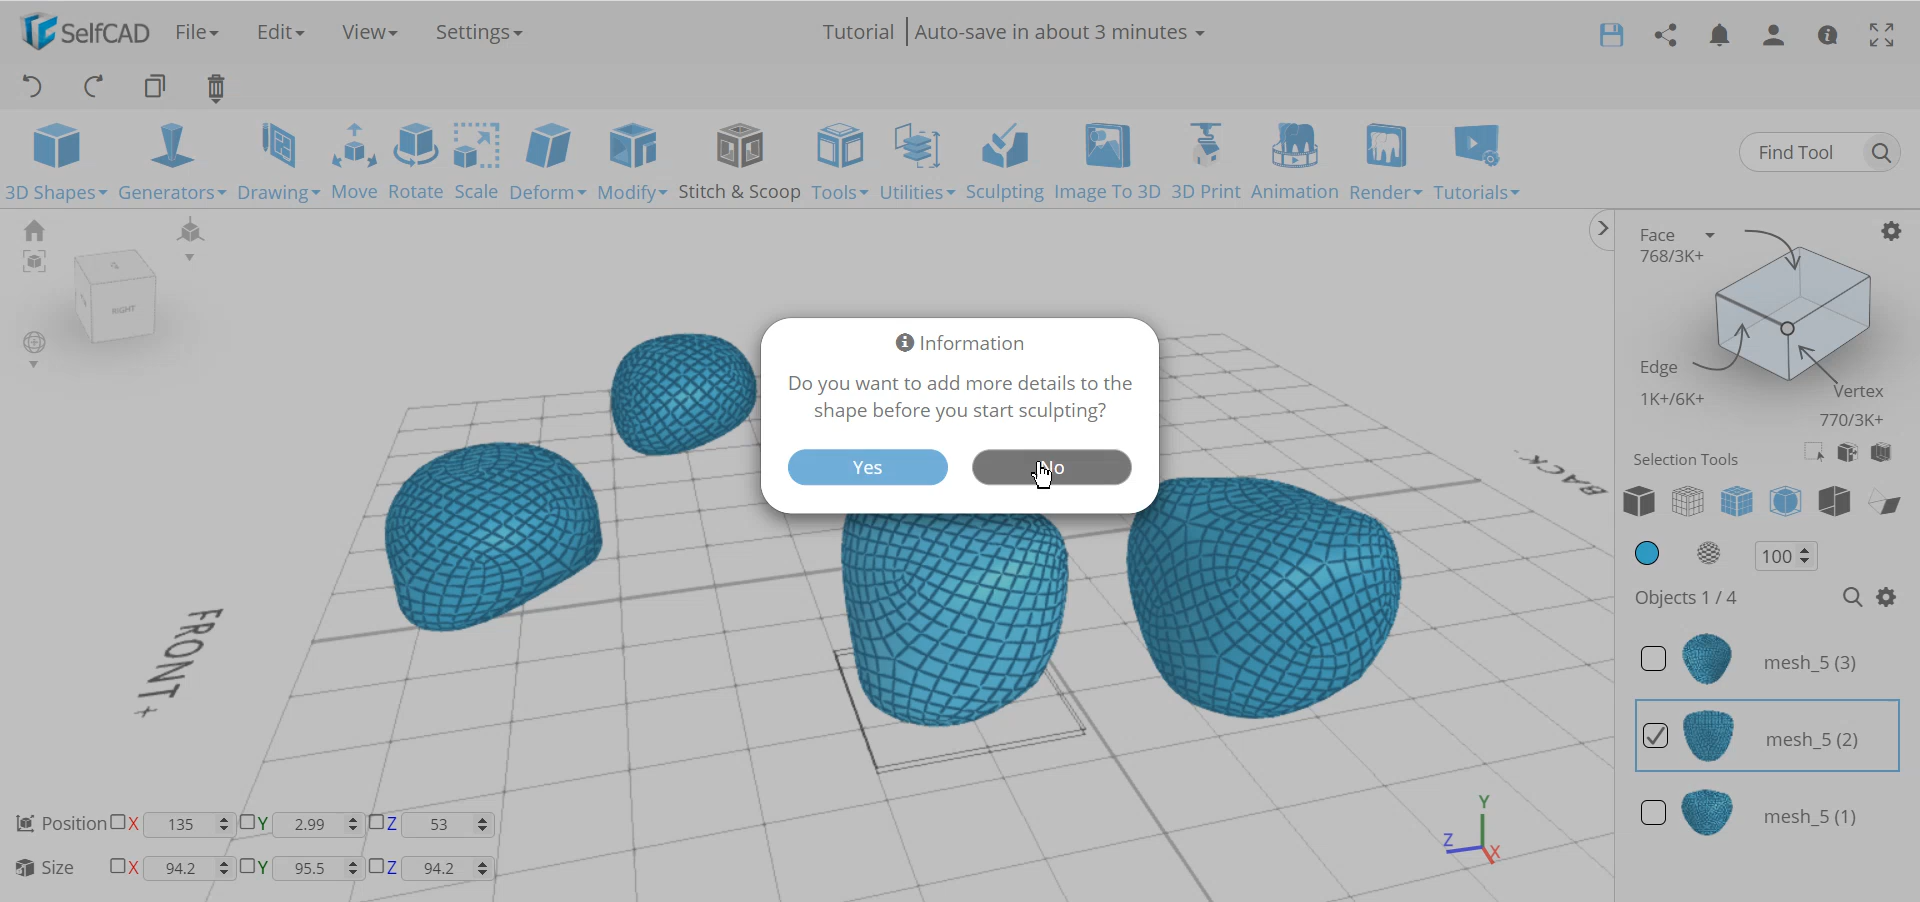 SelfCAD File Edit View Settings Tutorial Auto-save in about 3 minutes
3D Shapes Generators Drawing Move Rotate Scale Deform Modify Stitch & Scoop Tools Utilities Sculpting Image To 3D 3D Print Animation Render Tutorials Find Tool
RIGHT
FRONT
BACK
Information
Do you want to add more details to the
shape before you start sculpting?
Yes No
Face
768/3K+
Edge
1K+/6K+
Vertex
770/3K+
Selection Tools
100
Objects 1 / 4
mesh_5 (3)
mesh_5 (2)
mesh_5 (1)
Position X 135 Y 2.99 Z 53
Size X 94.2 Y 95.5 Z 94.2
Y
Z
X